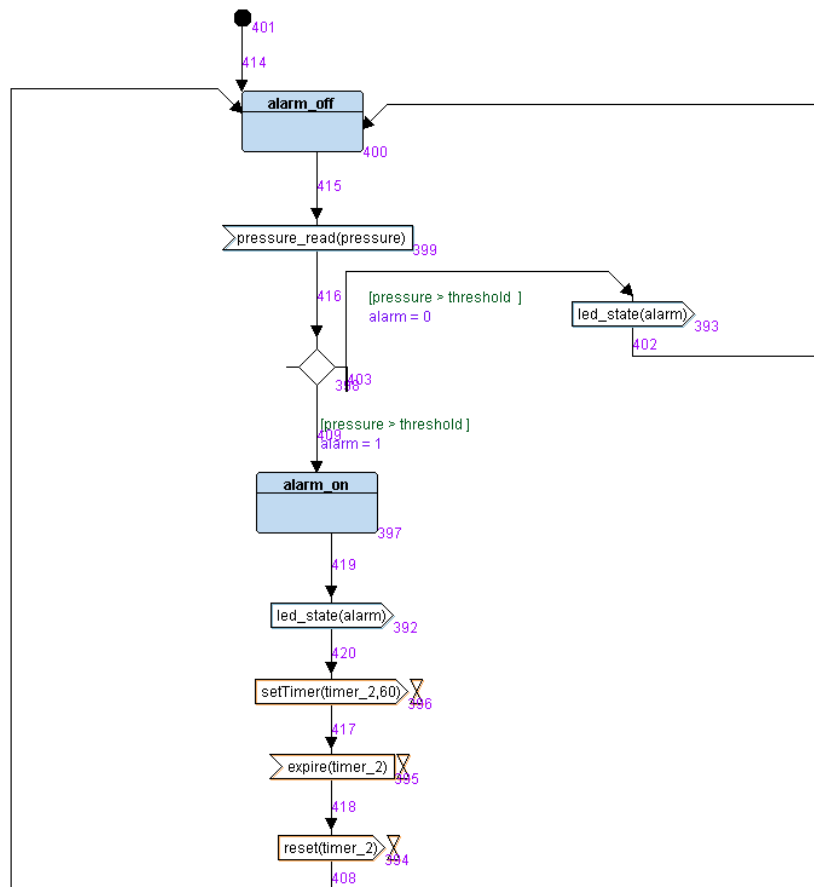 401
414
alarm_off
400
415
pressure_read(pressure)
399
416
[pressure > threshold ]
alarm = 0
led_state(alarm)
393
402
403
398
[pressure > threshold ]
409
alarm = 1
alarm_on
397
419
led_state(alarm)
392
420
setTimer(timer_2,60)
396
417
expire(timer_2)
395
418
reset(timer_2)
394
408